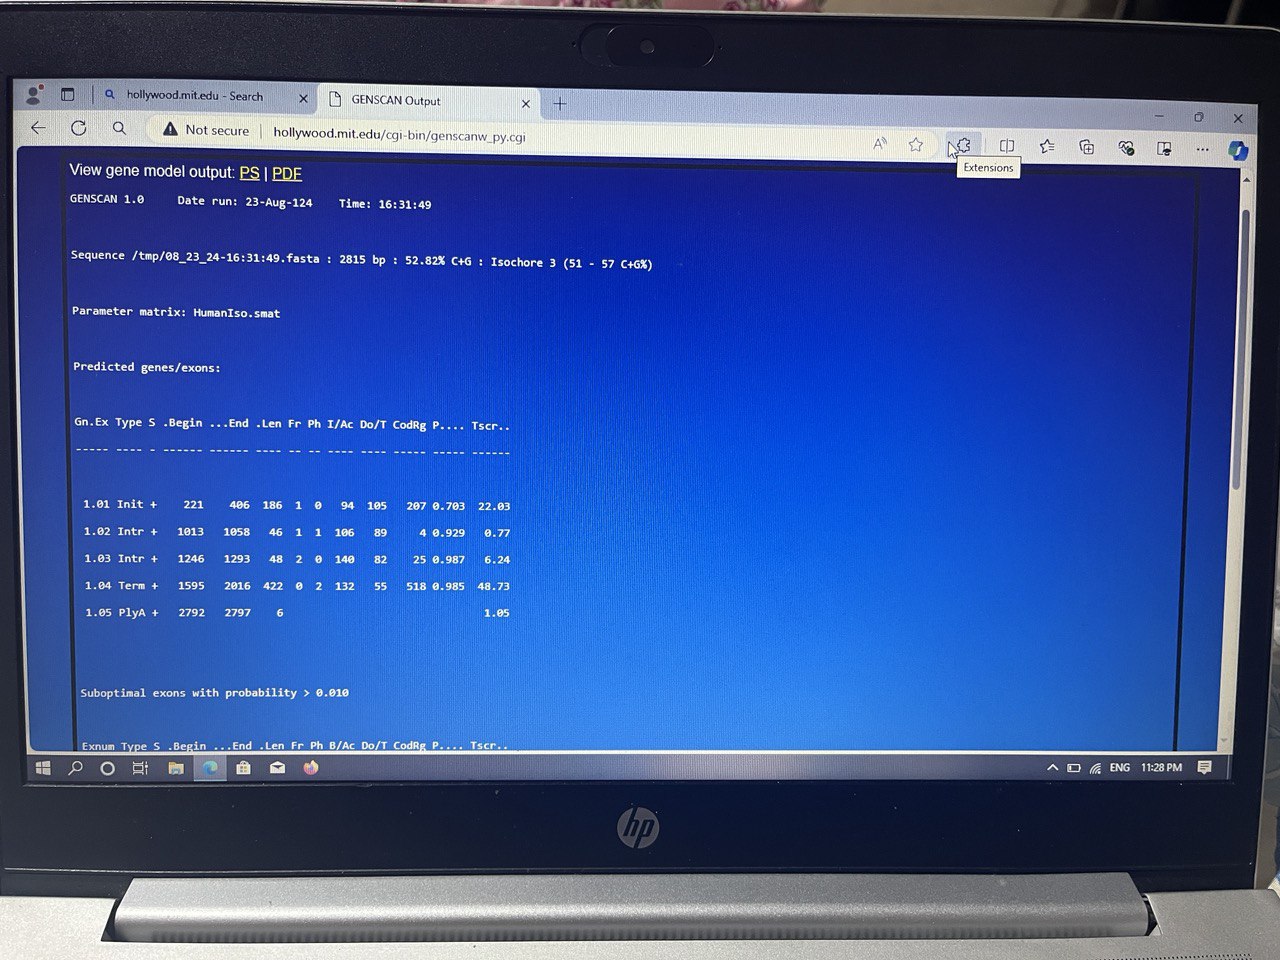 hollywood.mit.edu - Search
GENSCAN Output
Not secure
hollywood.mit.edu/cgi-bin/genscanw_py.cgi
Extensions
View gene model output: PS | PDF
GENSCAN 1.0 Date run: 23-Aug-124 Time: 16:31:49
Sequence /tmp/08_23_24-16:31:49.fasta : 2815 bp : 52.82% C+G : Isochore 3 (51 - 57 C+G%)
Parameter matrix: HumanIso.smat
Predicted genes/exons:
Gn.Ex Type S .Begin ...End .Len Fr Ph I/Ac Do/T CodRg P.... Tscr..
----- ---- - ------ ------ ---- -- -- ---- ---- ----- ----- ------
1.01 Init + 221 406 186 1 0 94 105 207 0.703 22.03
1.02 Intr + 1013 1058 46 1 1 106 89 4 0.929 0.77
1.03 Intr + 1246 1293 48 2 0 140 82 25 0.987 6.24
1.04 Term + 1595 2016 422 0 2 132 55 518 0.985 48.73
1.05 PlyA + 2792 2797 6 1.05
Suboptimal exons with probability > 0.010
Exnum Type S .Begin ...End .Len Fr Ph B/Ac Do/T CodRg P.... Tscr..
ENG 11:28 PM
hp